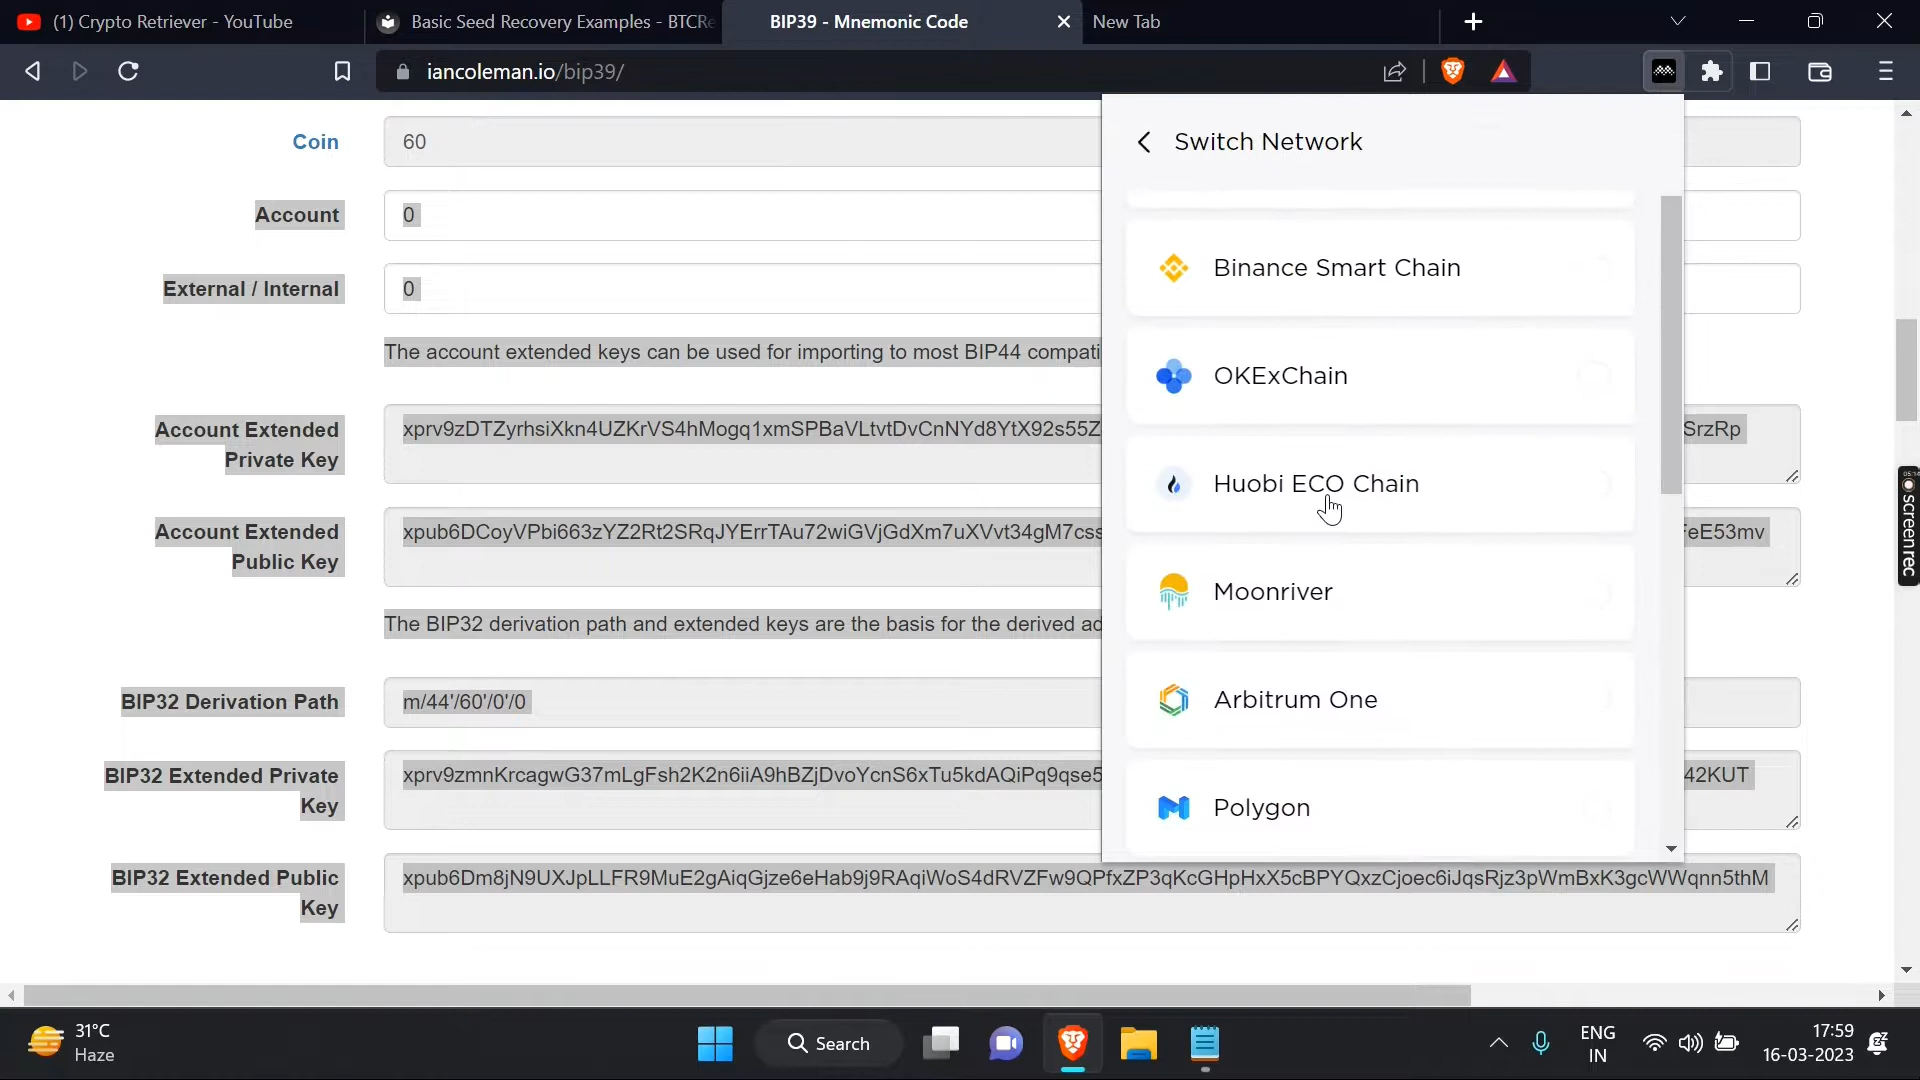 (1) Crypto Retriever - YouTube
Basic Seed Recovery Examples - BTCRe
BIP39 - Mnemonic Code
New Tab
iancoleman.io/bip39/
Coin
60
Account
0
External / Internal
0
The account extended keys can be used for importing to most BIP44 compati
Account Extended
Private Key
xprv9zDTZyrhsiXkn4UZKrVS4hMogq1xmSPBaVLtvtDvCnNYd8YtX92s55Z
SrzRp
Account Extended
Public Key
xpub6DCoyVPbi663zYZ2Rt2SRqJYErrTAu72wiGVjGdXm7uXVvt34gM7css
FeE53mv
The BIP32 derivation path and extended keys are the basis for the derived ad
BIP32 Derivation Path
m/44'/60'/0'/0
BIP32 Extended Private
Key
xprv9zmnKrcagwG37mLgFsh2K2n6iiA9hBZjDvoYcnS6xTu5kdAQiPq9qse5
42KUT
BIP32 Extended Public
Key
xpub6Dm8jN9UXJpLLFR9MuE2gAiqGjze6eHab9j9RAqiWoS4dRVZFw9QPfxZP3qKcGHpHxX5cBPYQxzCjoec6iJqsRjz3pWmBxK3gcWWqnn5thM
Switch Network
Binance Smart Chain
OKExChain
Huobi ECO Chain
Moonriver
Arbitrum One
Polygon
screenrec
31°C
Haze
Search
ENG
IN
17:59
16-03-2023